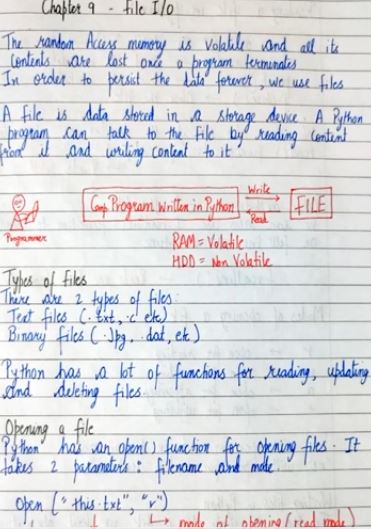 Chapter 9 - File I/O
The random Access memory is volatile and all its
contents are lost once a program terminates
In order to persist the data forever, we use files
A file is data stored in a storage device. A Python
program can talk to the file by reading content
from it and writing content to it
Programmer
Program written in Python
Write
Read
FILE
RAM = Volatile
HDD = Non Volatile
Types of files
There are 2 types of files:
Text files (.txt, .c etc)
Binary files (.Jpg, .dat, etc)
Python has a lot of functions for reading, updating
and deleting files.
Opening a file
Python has an open() function for opening files. It
takes 2 parameters: filename and mode.
Open ("this.txt", "r")
mode of opening (read mode)